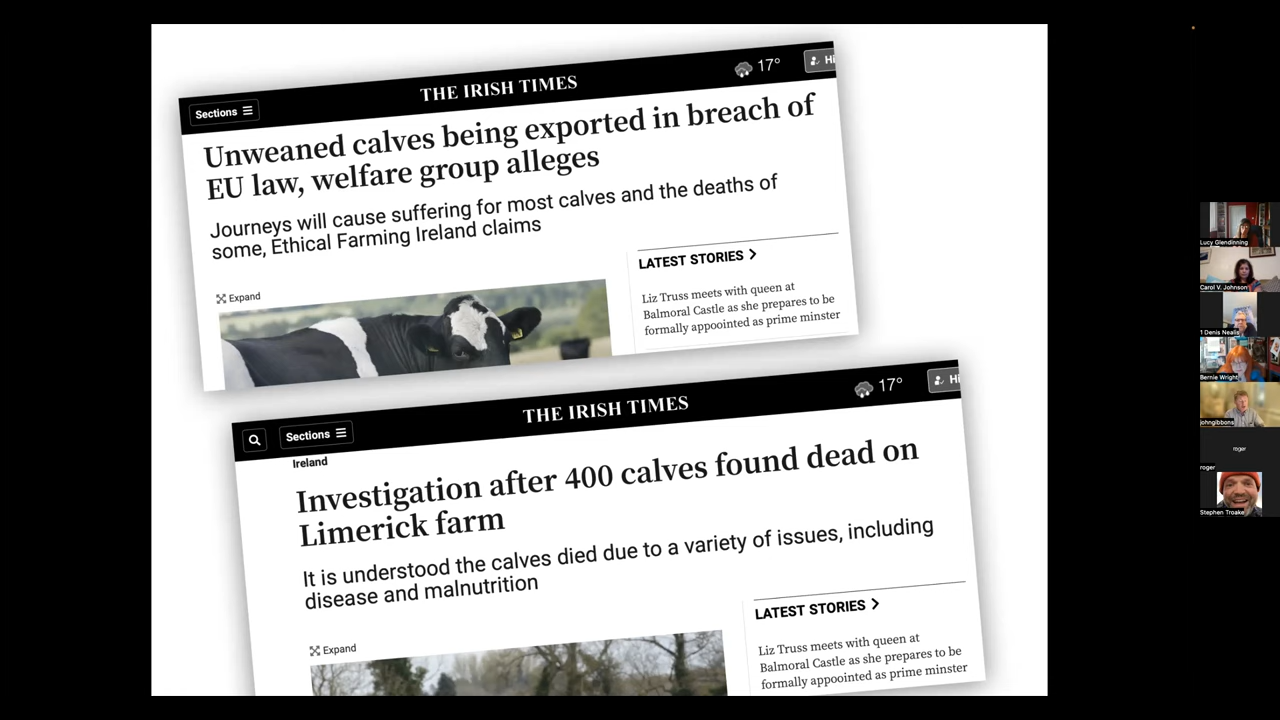 THE IRISH TIMES
17°
Hi
Sections
Unweaned calves being exported in breach of
EU law, welfare group alleges
Journeys will cause suffering for most calves and the deaths of
some, Ethical Farming Ireland claims
Expand
LATEST STORIES
Liz Truss meets with queen at
Balmoral Castle as she prepares to be
formally appointed as prime minster
THE IRISH TIMES
17°
Hi
Sections
Ireland
Investigation after 400 calves found dead on
Limerick farm
It is understood the calves died due to a variety of issues, including
disease and malnutrition
Expand
LATEST STORIES
Liz Truss meets with queen at
Balmoral Castle as she prepares to be
formally appointed as prime minster
Lucy Glendinning
Carol V. Johnson
1 Denis Nealis
Bernie Wright
johngibbons
roger
roger
Stephen Troake